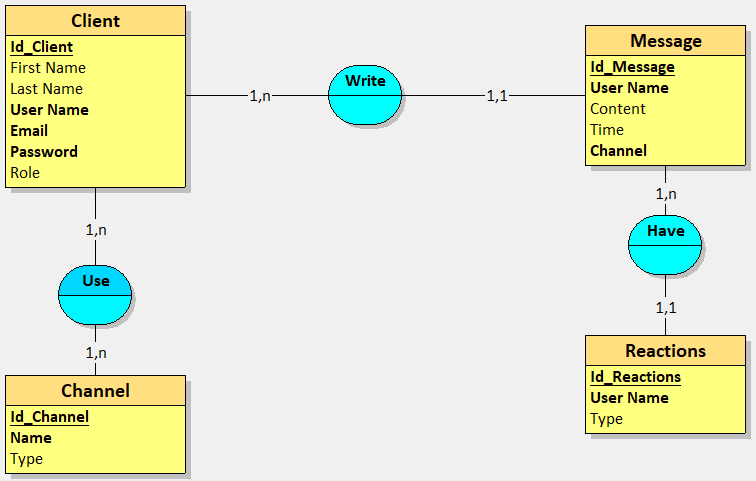 Client
Id_Client
First Name
Last Name
User Name
Email
Password
Role
1,n
Write
1,1
Message
Id_Message
User Name
Content
Time
Channel
1,n
Use
1,n
1,n
Have
1,1
Channel
Id_Channel
Name
Type
Reactions
Id_Reactions
User Name
Type